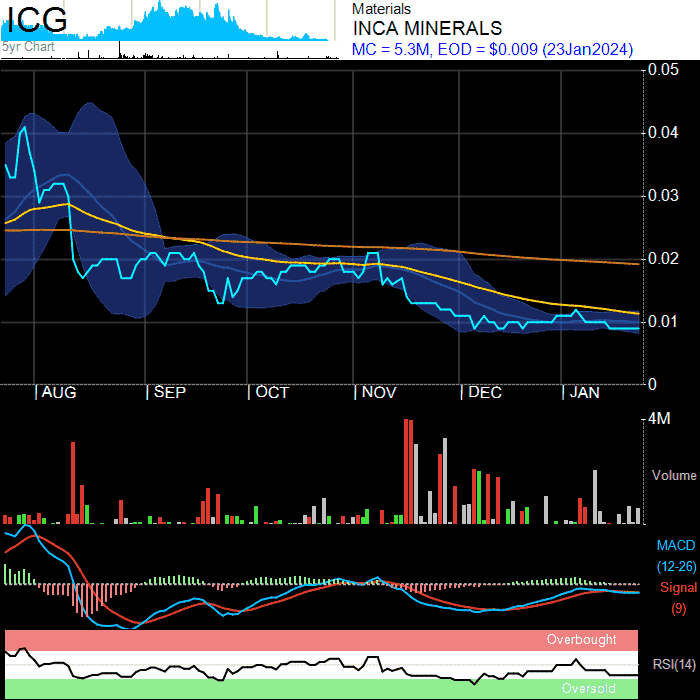 ICG
5yr Chart
Materials
INCA MINERALS
MC = 5.3M, EOD = $0.009 (23Jan2024)
0.05
0.04
0.03
0.02
0.01
0
AUG SEP OCT NOV DEC JAN
4M
Volume
MACD
(12-26)
Signal
(9)
Overbought
RSI(14)
Oversold